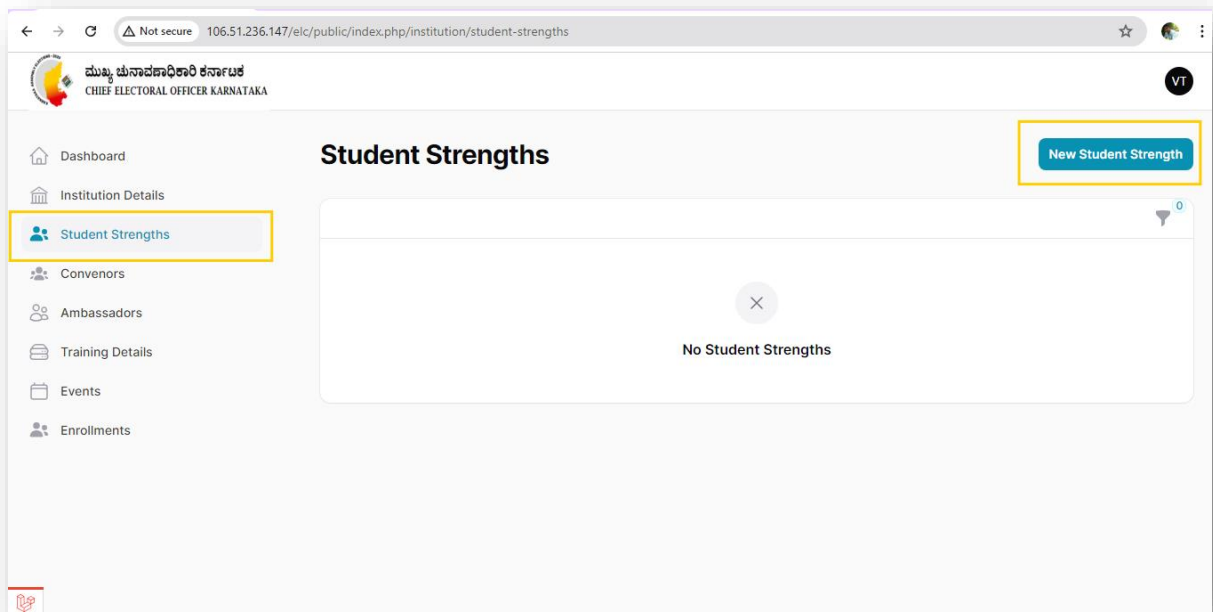 Not secure 106.51.236.147/elc/public/index.php/institution/student-strengths
ಮುಖ್ಯ ಚುನಾವಣಾಧಿಕಾರಿ ಕರ್ನಾಟಕ
CHIEF ELECTORAL OFFICER KARNATAKA
VT
Dashboard
Student Strengths
New Student Strength
Institution Details
0
Student Strengths
Convenors
Ambassadors
Training Details
No Student Strengths
Events
Enrollments